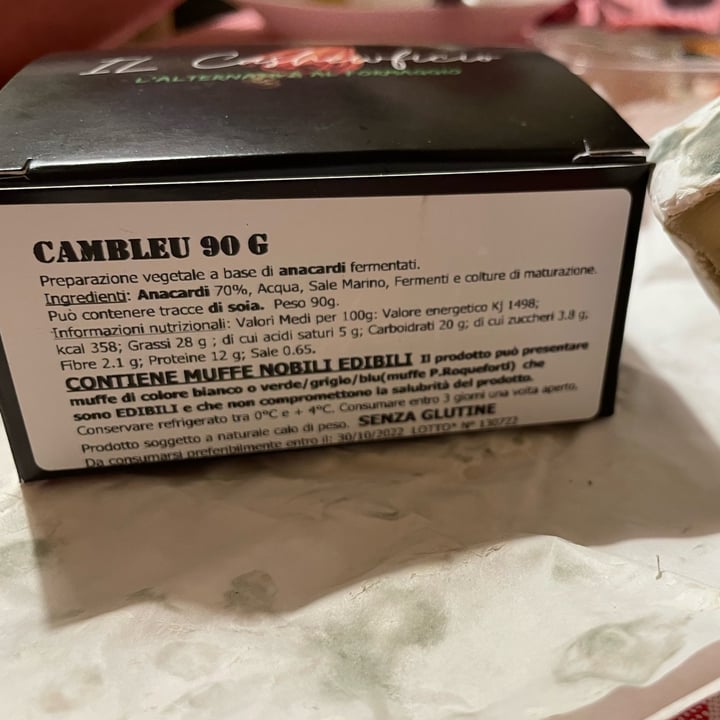 IL Cashewficio
L'ALTERNATIVA AL FORMAGGIO
CAMBLEU 90 G
Preparazione vegetale a base di anacardi fermentati.
Ingredienti: Anacardi 70%, Acqua, Sale Marino, Fermenti e colture di maturazione.
Può contenere tracce di soia. Peso 90g.
Informazioni nutrizionali: Valori Medi per 100g: Valore energetico Kj 1498;
kcal 358; Grassi 28 g ; di cui acidi saturi 5 g; Carboidrati 20 g; di cui zuccheri 3.8 g,
Fibre 2.1 g; Proteine 12 g; Sale 0.65.
CONTIENE MUFFE NOBILI EDIBILI Il prodotto può presentare
muffe di colore bianco o verde/grigio/blu(muffe P.Roqueforti) che
sono EDIBILI e che non compromettono la salubrità del prodotto.
Conservare refrigerato tra 0°C e + 4°C. Consumare entro 3 giorni una volta aperto,
Prodotto soggetto a naturale calo di peso. SENZA GLUTINE
Da consumarsi preferibilmente entro il: 30/10/2022 LOTTO* N° 130722